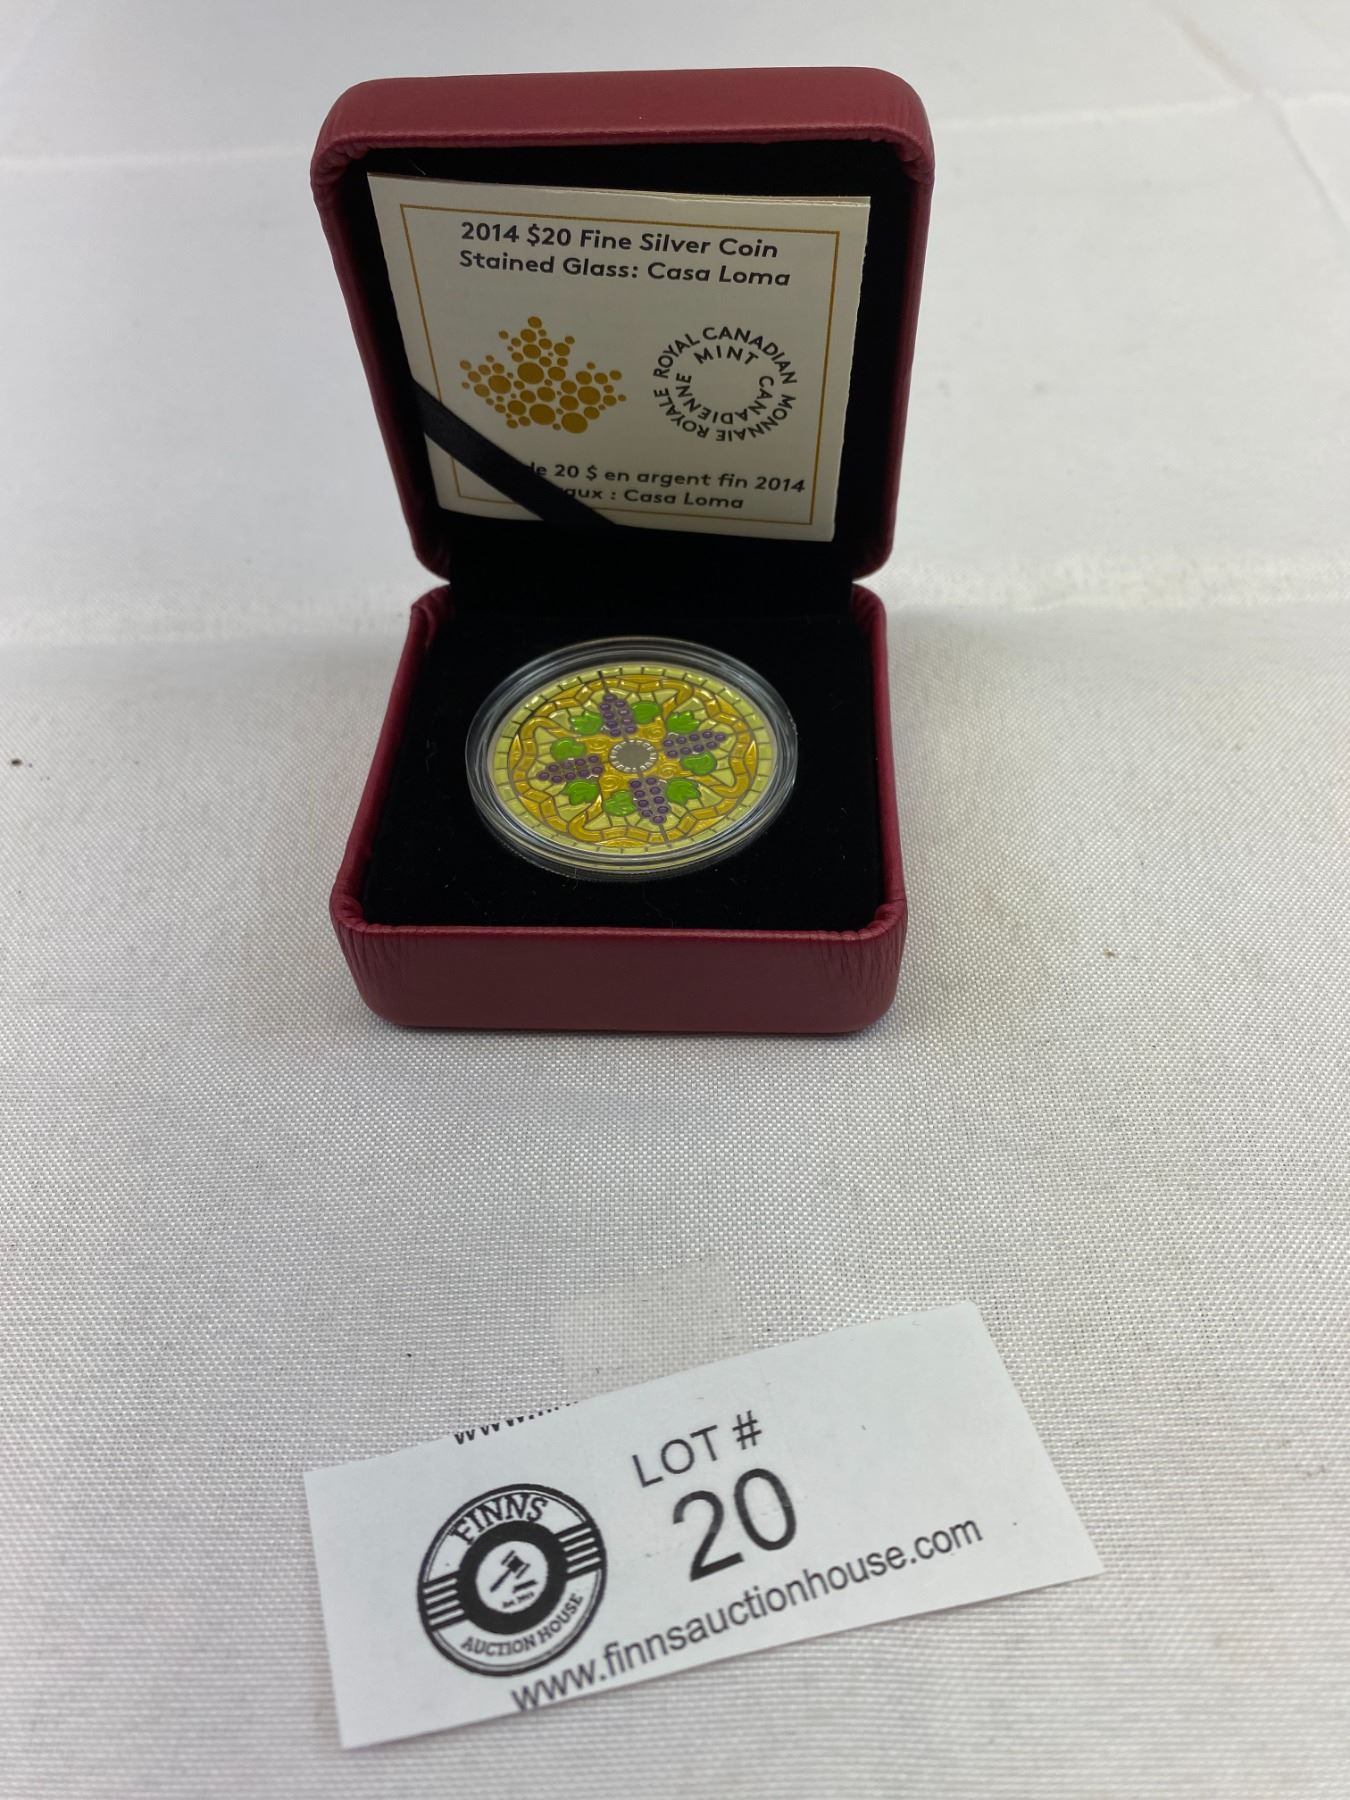 2014 $20 Fine Silver Coin
Stained Glass: Casa Loma
ROYAL CANADIAN MINT
MONNAIE ROYALE CANADIENNE
de 20 $ en argent fin 2014
: Casa Loma
LOT #
20
FINNS
AUCTION HOUSE
www.finnsauctionhouse.com